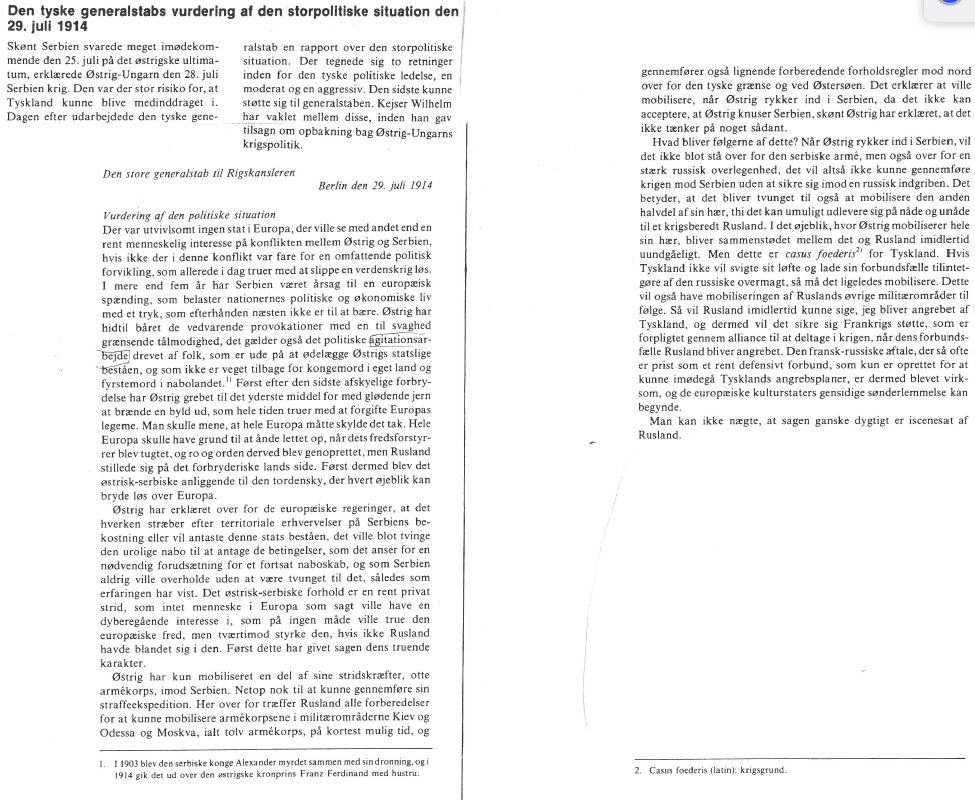 Den tyske generalstabs vurdering af den storpolitiske situation den
29. juli 1914
Skønt Serbien svarede meget imødekom-
mende den 25. juli på det østrigske ultima-
tum, erklærede Østrig-Ungarn den 28. juli
Serbien krig. Den var der stor risiko for, at
Tyskland kunne blive medinddraget i.
Dagen efter udarbejdede den tyske gene-
ralstab en rapport over den storpolitiske
situation. Der tegnede sig to retninger
inden for den tyske politiske ledelse, en
moderat og en aggressiv. Den sidste kunne
støtte sig til generalstaben. Kejser Wilhelm
har vaklet mellem disse, inden han gav
tilsagn om opbakning bag Østrig-Ungarns
krigspolitik.
Den store generalstab til Rigskansleren
Berlin den 29. juli 1914
Vurdering af den politiske situation
Der var utvivlsomt ingen stat i Europa, der ville se med andet end en
rent menneskelig interesse på konflikten mellem Østrig og Serbien,
hvis ikke der i denne konflikt var fare for en omfattende politisk
forvikling, som allerede i dag truer med at slippe en verdenskrig løs.
I mere end fem år har Serbien været årsag til en europæisk
spænding, som belaster nationernes politiske og økonomiske liv
med et tryk, som efterhånden næsten ikke er til at bære. Østrig har
hidtil båret de vedvarende provokationer med en til svaghed
grænsende tålmodighed, det gælder også det politiske agitationsar-
bejde drevet af folk, som er ude på at ødelægge Østrigs statslige
beståen, og som ikke er veget tilbage for kongemord i eget land og
fyrstemord i nabolandet.1) Først efter den sidste afskyelige forbry-
delse har Østrig grebet til det yderste middel for med glødende jern
at brænde en byld ud, som hele tiden truer med at forgifte Europas
legeme. Man skulle mene, at hele Europa måtte skylde det tak. Hele
Europa skulle have grund til at ånde lettet op, når dets fredsforstyr-
rer blev tugtet, og ro og orden derved blev genoprettet, men Rusland
stillede sig på det forbryderiske lands side. Først dermed blev det
østrisk-serbiske anliggende til den tordensky, der hvert øjeblik kan
bryde løs over Europa.
Østrig har erklæret over for de europæiske regeringer, at det
hverken stræber efter territoriale erhvervelser på Serbiens be-
kostning eller vil antaste denne stats beståen, det ville blot tvinge
den urolige nabo til at antage de betingelser, som det anser for en
nødvendig forudsætning for et fortsat naboskab, og som Serbien
aldrig ville overholde uden at være tvunget til det, således som
erfaringen har vist. Det østrisk-serbiske forhold er en rent privat
strid, som intet menneske i Europa som sagt ville have en
dyberegående interesse i, som på ingen måde ville true den
europæiske fred, men tværtimod styrke den, hvis ikke Rusland
havde blandet sig i den. Først dette har givet sagen dens truende
karakter.
Østrig har kun mobiliseret en del af sine stridskræfter, otte
armékorps, imod Serbien. Netop nok til at kunne gennemføre sin
straffeekspedition. Her over for træffer Rusland alle forberedelser
for at kunne mobilisere armékorpsene i militærområderne Kiev og
Odessa og Moskva, ialt tolv armékorps, på kortest mulig tid, og
1. I 1903 blev den serbiske konge Alexander myrdet sammen med sin dronning, og i
1914 gik det ud over den østrigske kronprins Franz Ferdinand med hustru.
gennemfører også lignende forberedende forholdsregler mod nord
over for den tyske grænse og ved Østersøen. Det erklærer at ville
mobilisere, når Østrig rykker ind i Serbien, da det ikke kan
acceptere, at Østrig knuser Serbien, skønt Østrig har erklæret, at det
ikke tænker på noget sådant.
Hvad bliver følgerne af dette? Når Østrig rykker ind i Serbien, vil
det ikke blot stå over for den serbiske armé, men også over for en
stærk russisk overlegenhed, det vil altså ikke kunne gennemføre
krigen mod Serbien uden at sikre sig imod en russisk indgriben. Det
betyder, at det bliver tvunget til også at mobilisere den anden
halvdel af sin hær, thi det kan umuligt udlevere sig på nåde og unåde
til et krigsberedt Rusland. I det øjeblik, hvor Østrig mobiliserer hele
sin hær, bliver sammenstødet mellem det og Rusland imidlertid
uundgåeligt. Men dette er casus foederis2) for Tyskland. Hvis
Tyskland ikke vil svigte sit løfte og lade sin forbundsfælle tilintet-
gøre af den russiske overmagt, så må det ligeledes mobilisere. Dette
vil også have mobiliseringen af Ruslands øvrige militærområder til
følge. Så vil Rusland imidlertid kunne sige, jeg bliver angrebet af
Tyskland, og dermed vil det sikre sig Frankrigs støtte, som er
forpligtet gennem alliance til at deltage i krigen, når dens forbunds-
fælle Rusland bliver angrebet. Den fransk-russiske aftale, der så ofte
er prist som et rent defensivt forbund, som kun er oprettet for at
kunne imødegå Tysklands angrebsplaner, er dermed blevet virk-
som, og de europæiske kulturstaters gensidige sønderlemmelse kan
begynde.
Man kan ikke nægte, at sagen ganske dygtigt er iscenesat af
Rusland.
2. Casus foederis (latin): krigsgrund.